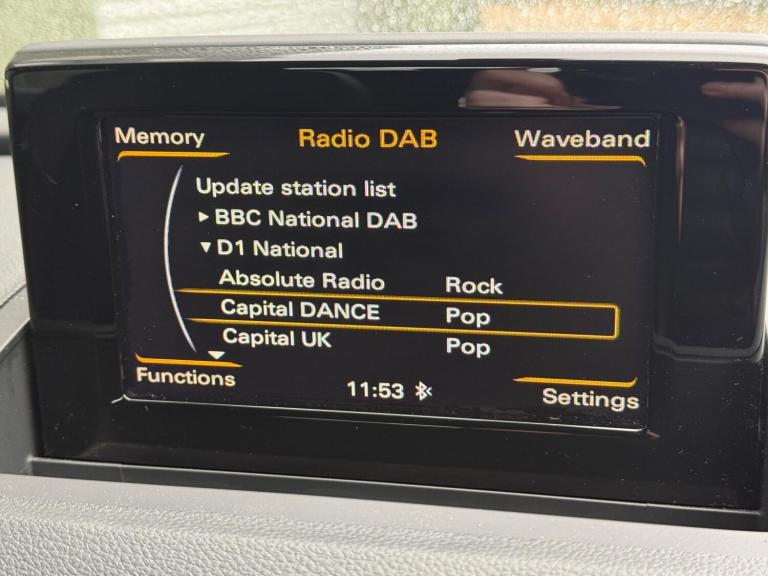 Memory Radio DAB Waveband
Update station list
▸ BBC National DAB
▾ D1 National
Absolute Radio Rock
Capital DANCE Pop
Capital UK Pop
Functions 11:53 Settings